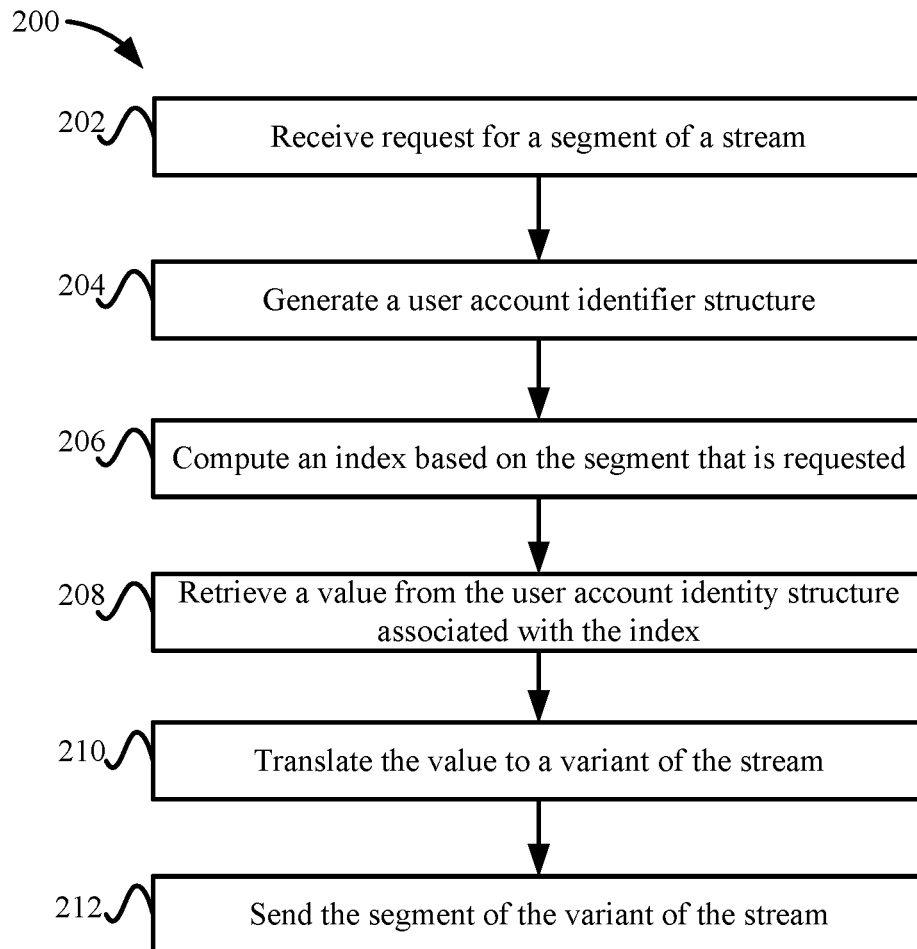 200
202
Receive request for a segment of a stream
204
Generate a user account identifier structure
206
Compute an index based on the segment that is requested
208
Retrieve a value from the user account identity structure
associated with the index
210
Translate the value to a variant of the stream
212
Send the segment of the variant of the stream